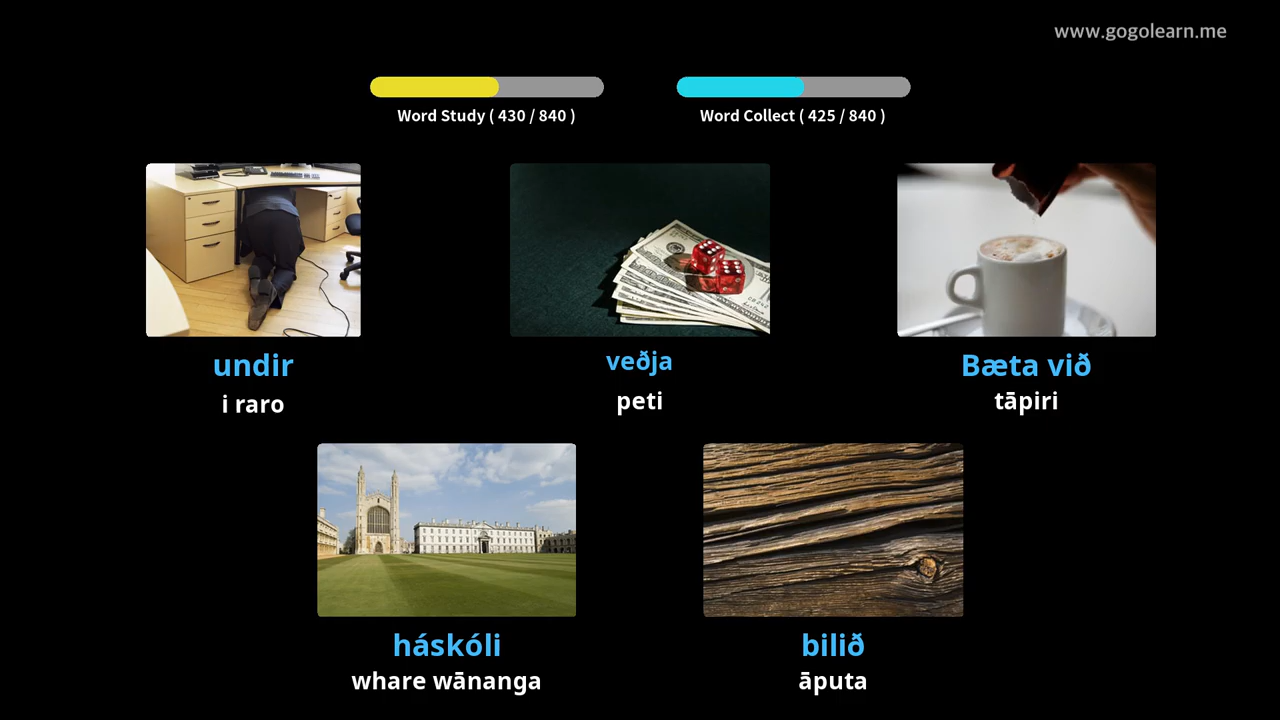 www.gogolearn.me
Word Study ( 430 / 840 )
Word Collect ( 425 / 840 )
undir
i raro
veðja
peti
Bæta við
tāpiri
háskóli
whare wānanga
bilið
āputa